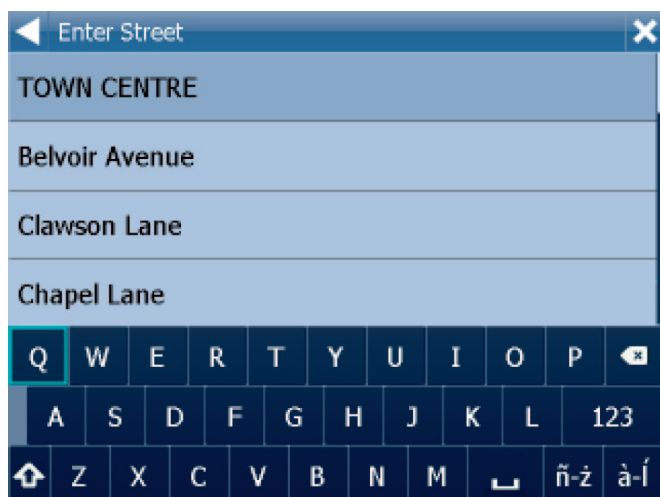 Enter Street
TOWN CENTRE
Belvoir Avenue
Clawson Lane
Chapel Lane
Q W E R T Y U I O P
A S D F G H J K L 123
Z X C V B N M ñ-ż à-Í